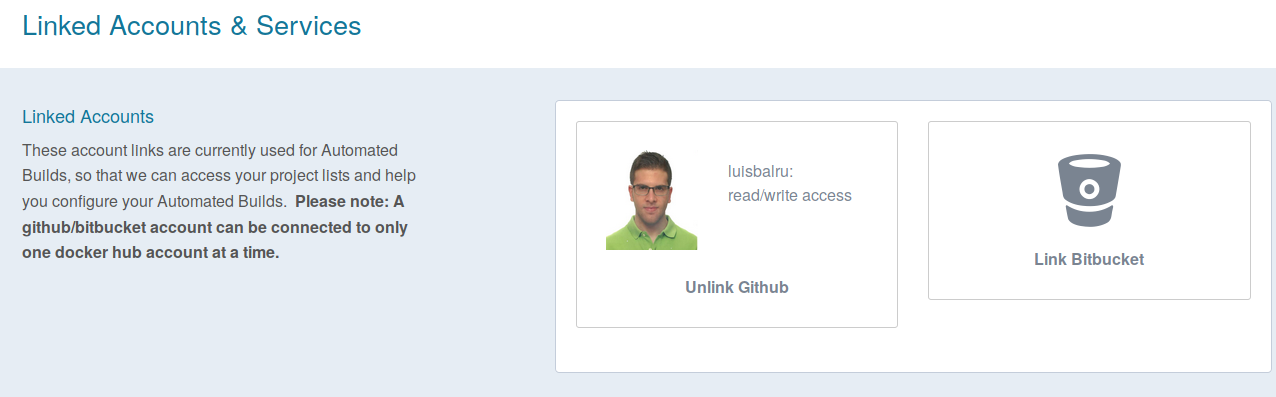 Linked Accounts & Services
Linked Accounts
These account links are currently used for Automated
Builds, so that we can access your project lists and help
you configure your Automated Builds. Please note: A
github/bitbucket account can be connected to only
one docker hub account at a time.
luisbalru:
read/write access
Unlink Github
Link Bitbucket